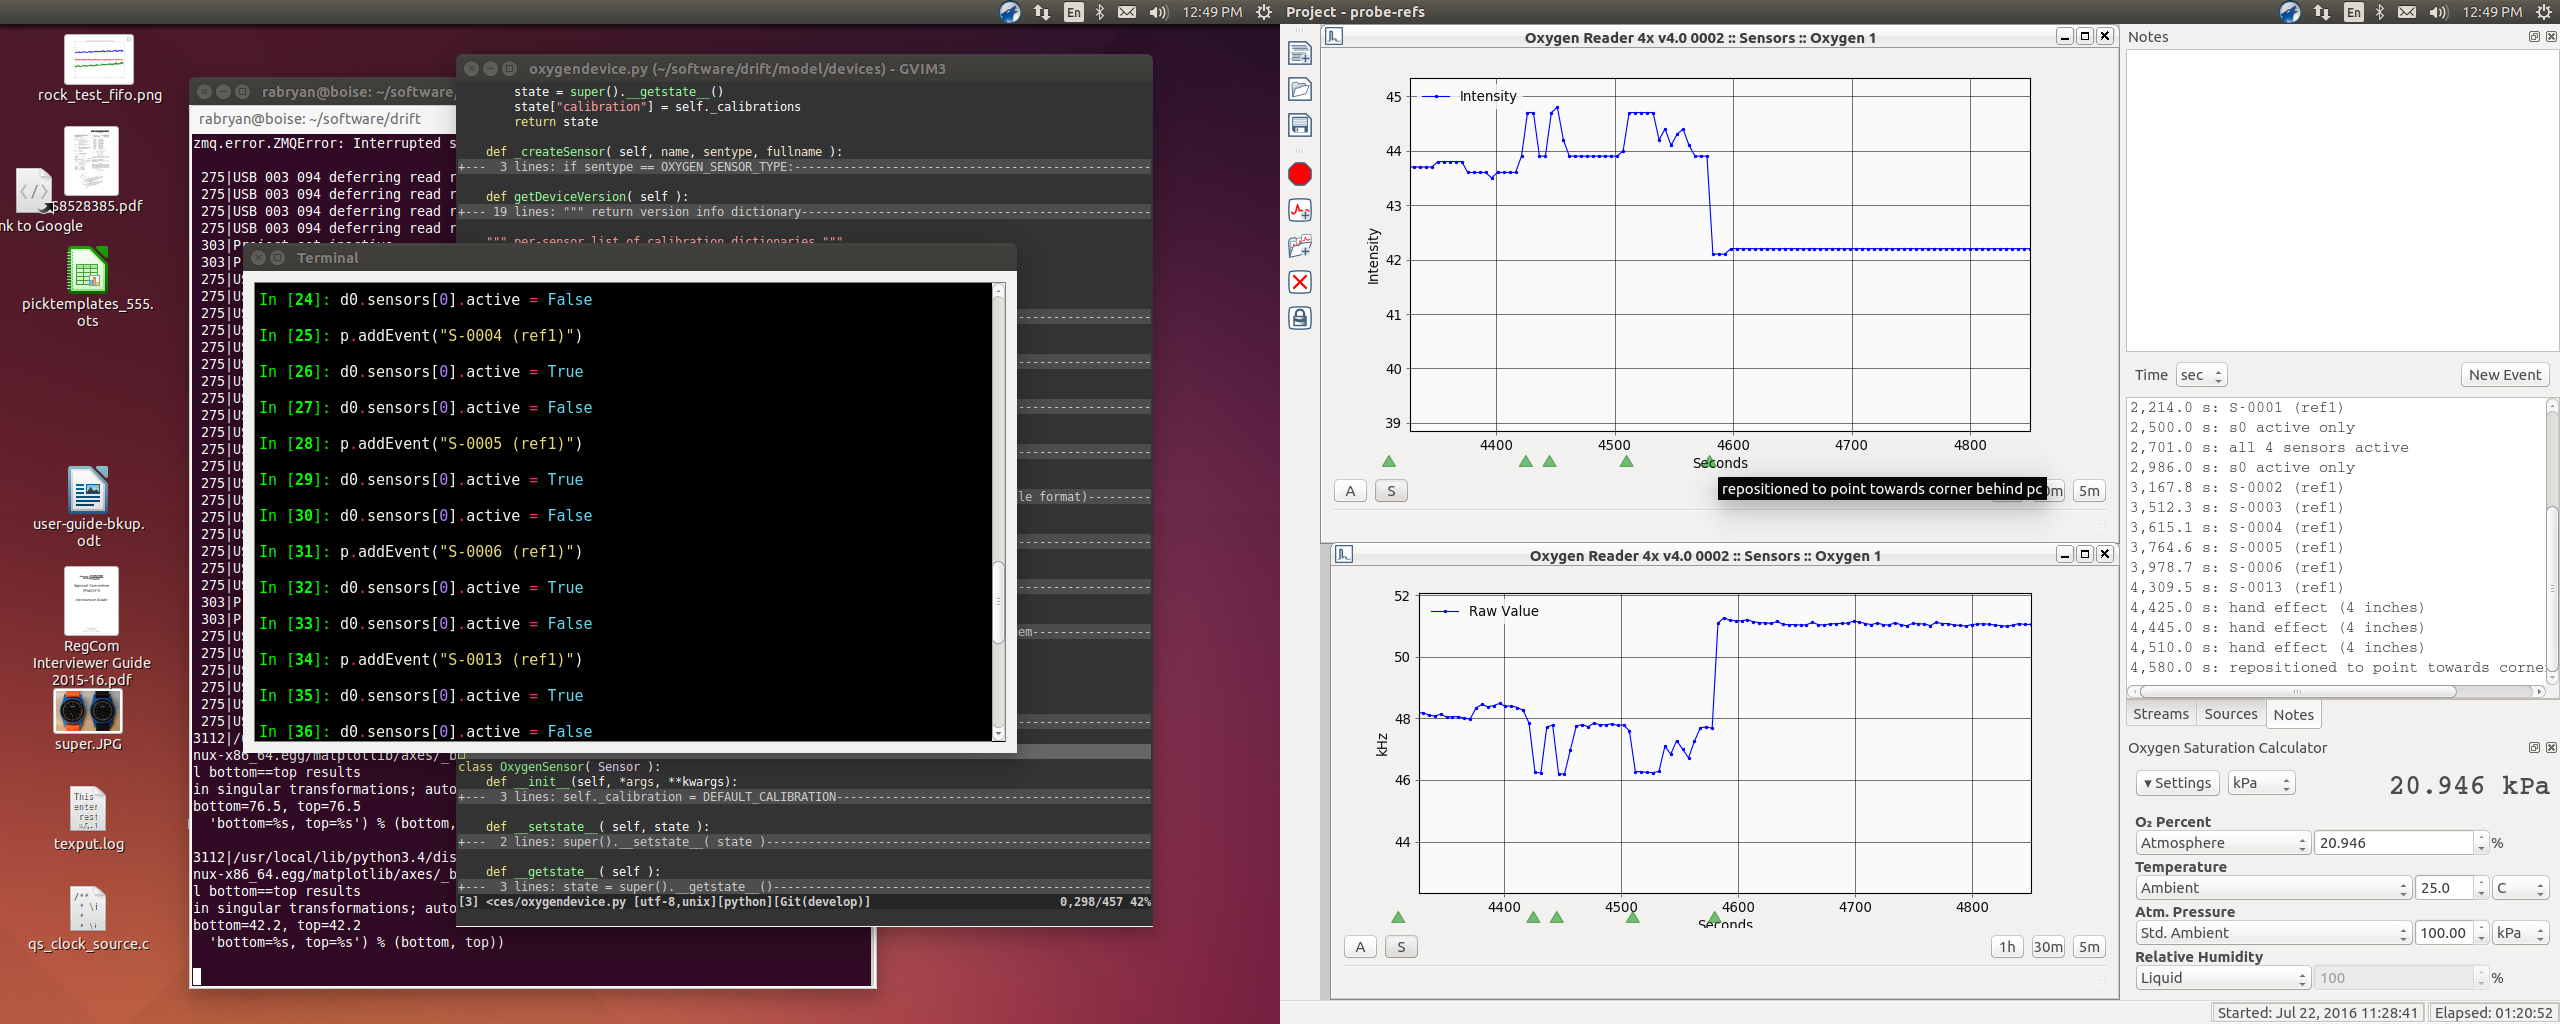 En
12:49 PM
Project - probe-refs
En
12:49 PM
rock_test_fifo.png
S8528385.pdf
nk to Google
picktemplates_555.
ots
user-guide-bkup.
odt
RegCom
Interviewer Guide
2015-16.pdf
super.JPG
texput.log
qs_clock_source.c
rabryan@boise: ~/software/
rabryan@boise: ~/software/drift
zmq.error.ZMQError: Interrupted s
275|USB 003 094 deferring read r
275|USB 003 094 deferring read r
275|USB 003 094 deferring read r
275|USB 003 094 deferring read r
3112|/u
nux-x86_64.egg/matplotlib/axes/_b
l bottom==top results
in singular transformations; auto
bottom=76.5, top=76.5
'bottom=%s, top=%s') % (bottom,
3112|/usr/local/lib/python3.4/dis
nux-x86_64.egg/matplotlib/axes/_b
l bottom==top results
in singular transformations; auto
bottom=42.2, top=42.2
'bottom=%s, top=%s') % (bottom, top))
oxygendevice.py (~/software/drift/model/devices) - GVIM3
state = super().__getstate__()
state["calibration"] = self._calibrations
return state
def _createSensor( self, name, sentype, fullname ):
+--- 3 lines: if sentype == OXYGEN_SENSOR_TYPE:
def getDeviceVersion( self ):
+--- 19 lines: """ return version info dictionary
""" per-sensor list of calibration dictionaries """
le format)
em
class OxygenSensor( Sensor ):
def __init__(self, *args, **kwargs):
+--- 3 lines: self._calibration = DEFAULT_CALIBRATION
def __setstate__( self, state ):
+--- 2 lines: super().__setstate__( state )
def __getstate__( self ):
+--- 3 lines: state = super().__getstate__()
[3] <ces/oxygendevice.py [utf-8,unix][python][Git(develop)] 0,298/457 42%
Terminal
In [24]: d0.sensors[0].active = False
In [25]: p.addEvent("S-0004 (ref1)")
In [26]: d0.sensors[0].active = True
In [27]: d0.sensors[0].active = False
In [28]: p.addEvent("S-0005 (ref1)")
In [29]: d0.sensors[0].active = True
In [30]: d0.sensors[0].active = False
In [31]: p.addEvent("S-0006 (ref1)")
In [32]: d0.sensors[0].active = True
In [33]: d0.sensors[0].active = False
In [34]: p.addEvent("S-0013 (ref1)")
In [35]: d0.sensors[0].active = True
In [36]: d0.sensors[0].active = False
Oxygen Reader 4x v4.0 0002 :: Sensors :: Oxygen 1
Intensity
45
44
43
42
41
40
39
Intensity
4400 4500 4600 4700 4800
Seconds
repositioned to point towards corner behind pc
A S 0m 5m
Oxygen Reader 4x v4.0 0002 :: Sensors :: Oxygen 1
Raw Value
52
50
48
46
44
kHz
4400 4500 4600 4700 4800
Seconds
A S 1h 30m 5m
Notes
Time sec New Event
2,214.0 s: S-0001 (ref1)
2,500.0 s: s0 active only
2,701.0 s: all 4 sensors active
2,986.0 s: s0 active only
3,167.8 s: S-0002 (ref1)
3,512.3 s: S-0003 (ref1)
3,615.1 s: S-0004 (ref1)
3,764.6 s: S-0005 (ref1)
3,978.7 s: S-0006 (ref1)
4,309.5 s: S-0013 (ref1)
4,425.0 s: hand effect (4 inches)
4,445.0 s: hand effect (4 inches)
4,510.0 s: hand effect (4 inches)
4,580.0 s: repositioned to point towards corne
Streams Sources Notes
Oxygen Saturation Calculator
▾ Settings kPa 20.946 kPa
O₂ Percent
Atmosphere 20.946 %
Temperature
Ambient 25.0 C
Atm. Pressure
Std. Ambient 100.00 kPa
Relative Humidity
Liquid 100 %
Started: Jul 22, 2016 11:28:41 Elapsed: 01:20:52